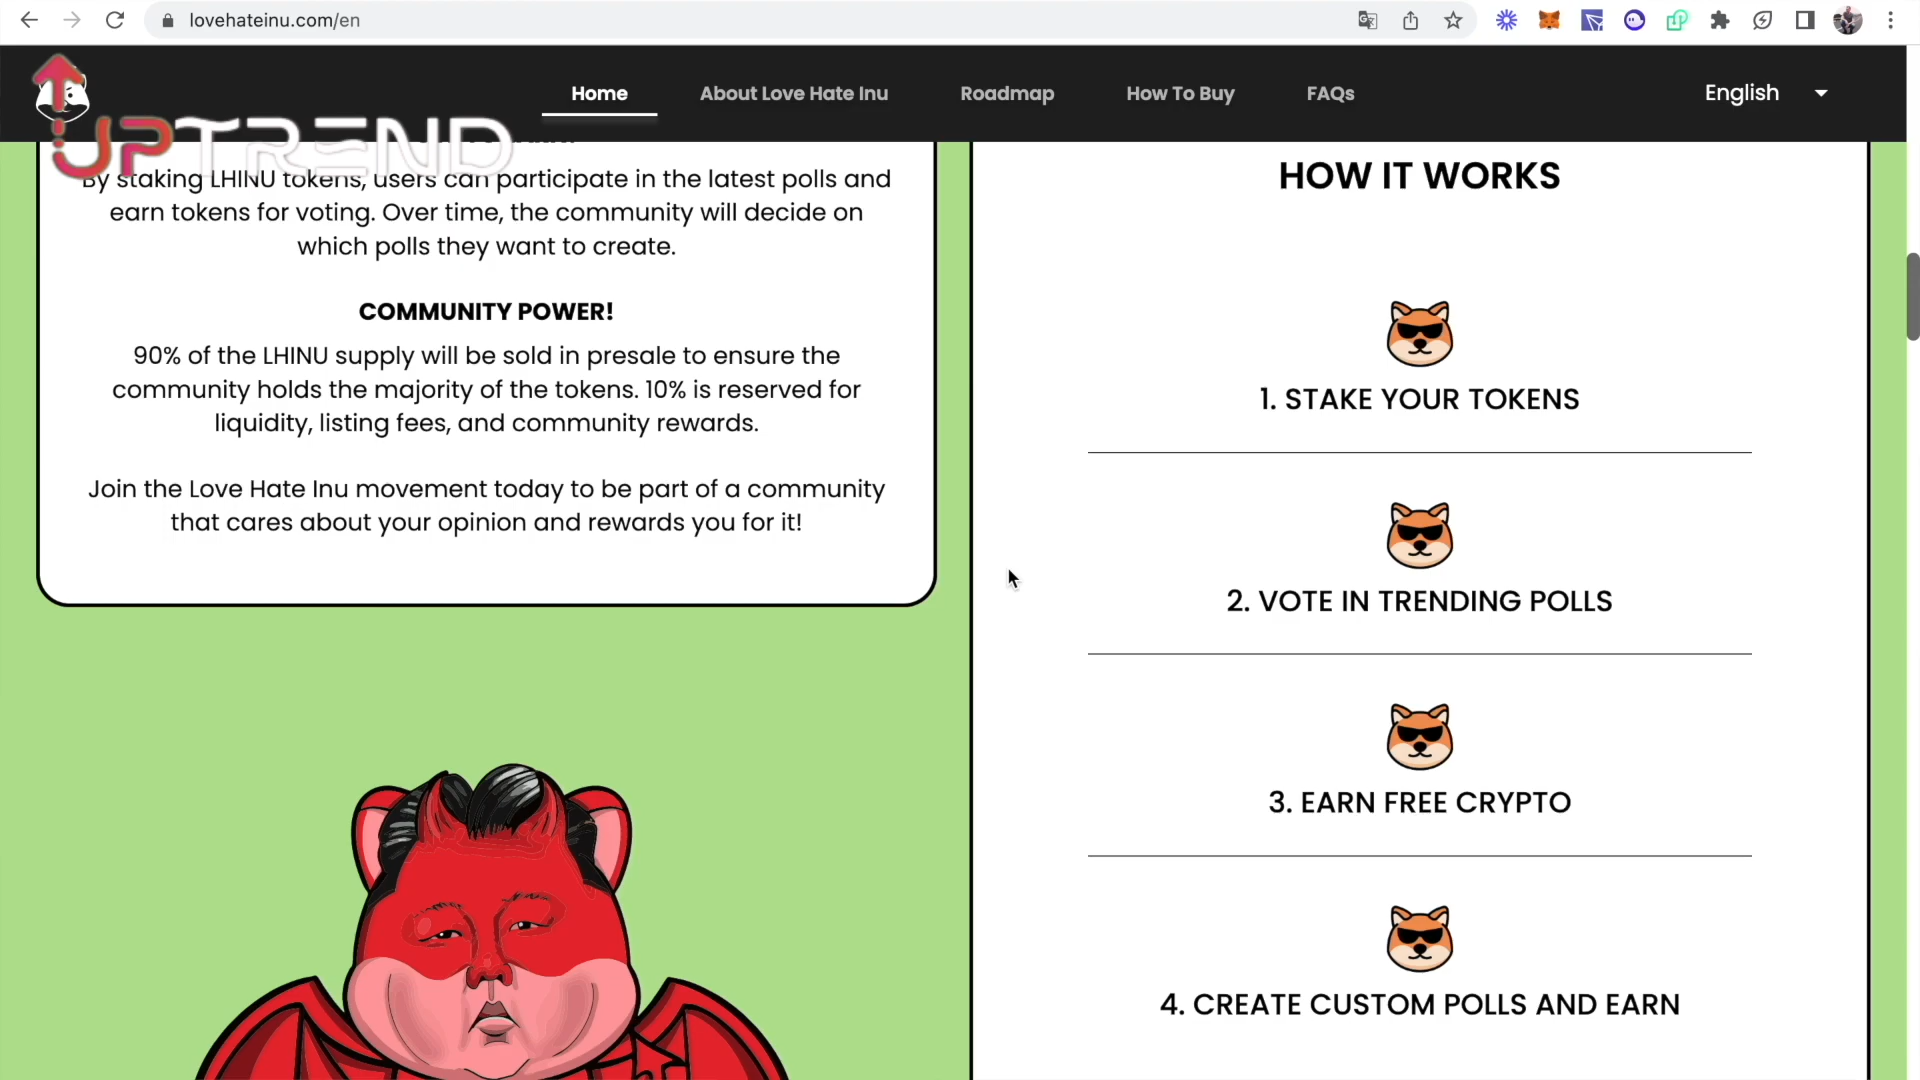 lovehateinu.com/en
Home
About Love Hate Inu
Roadmap
How To Buy
FAQs
English
UPTREND
By staking LHINU tokens, users can participate in the latest polls and
earn tokens for voting. Over time, the community will decide on
which polls they want to create.
COMMUNITY POWER!
90% of the LHINU supply will be sold in presale to ensure the
community holds the majority of the tokens. 10% is reserved for
liquidity, listing fees, and community rewards.
Join the Love Hate Inu movement today to be part of a community
that cares about your opinion and rewards you for it!
HOW IT WORKS
1. STAKE YOUR TOKENS
2. VOTE IN TRENDING POLLS
3. EARN FREE CRYPTO
4. CREATE CUSTOM POLLS AND EARN